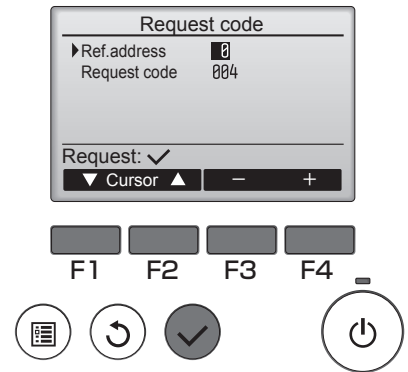 Request code
Ref.address 0
Request code 004
Request: ✓
▼ Cursor ▲ − +
F1 F2 F3 F4